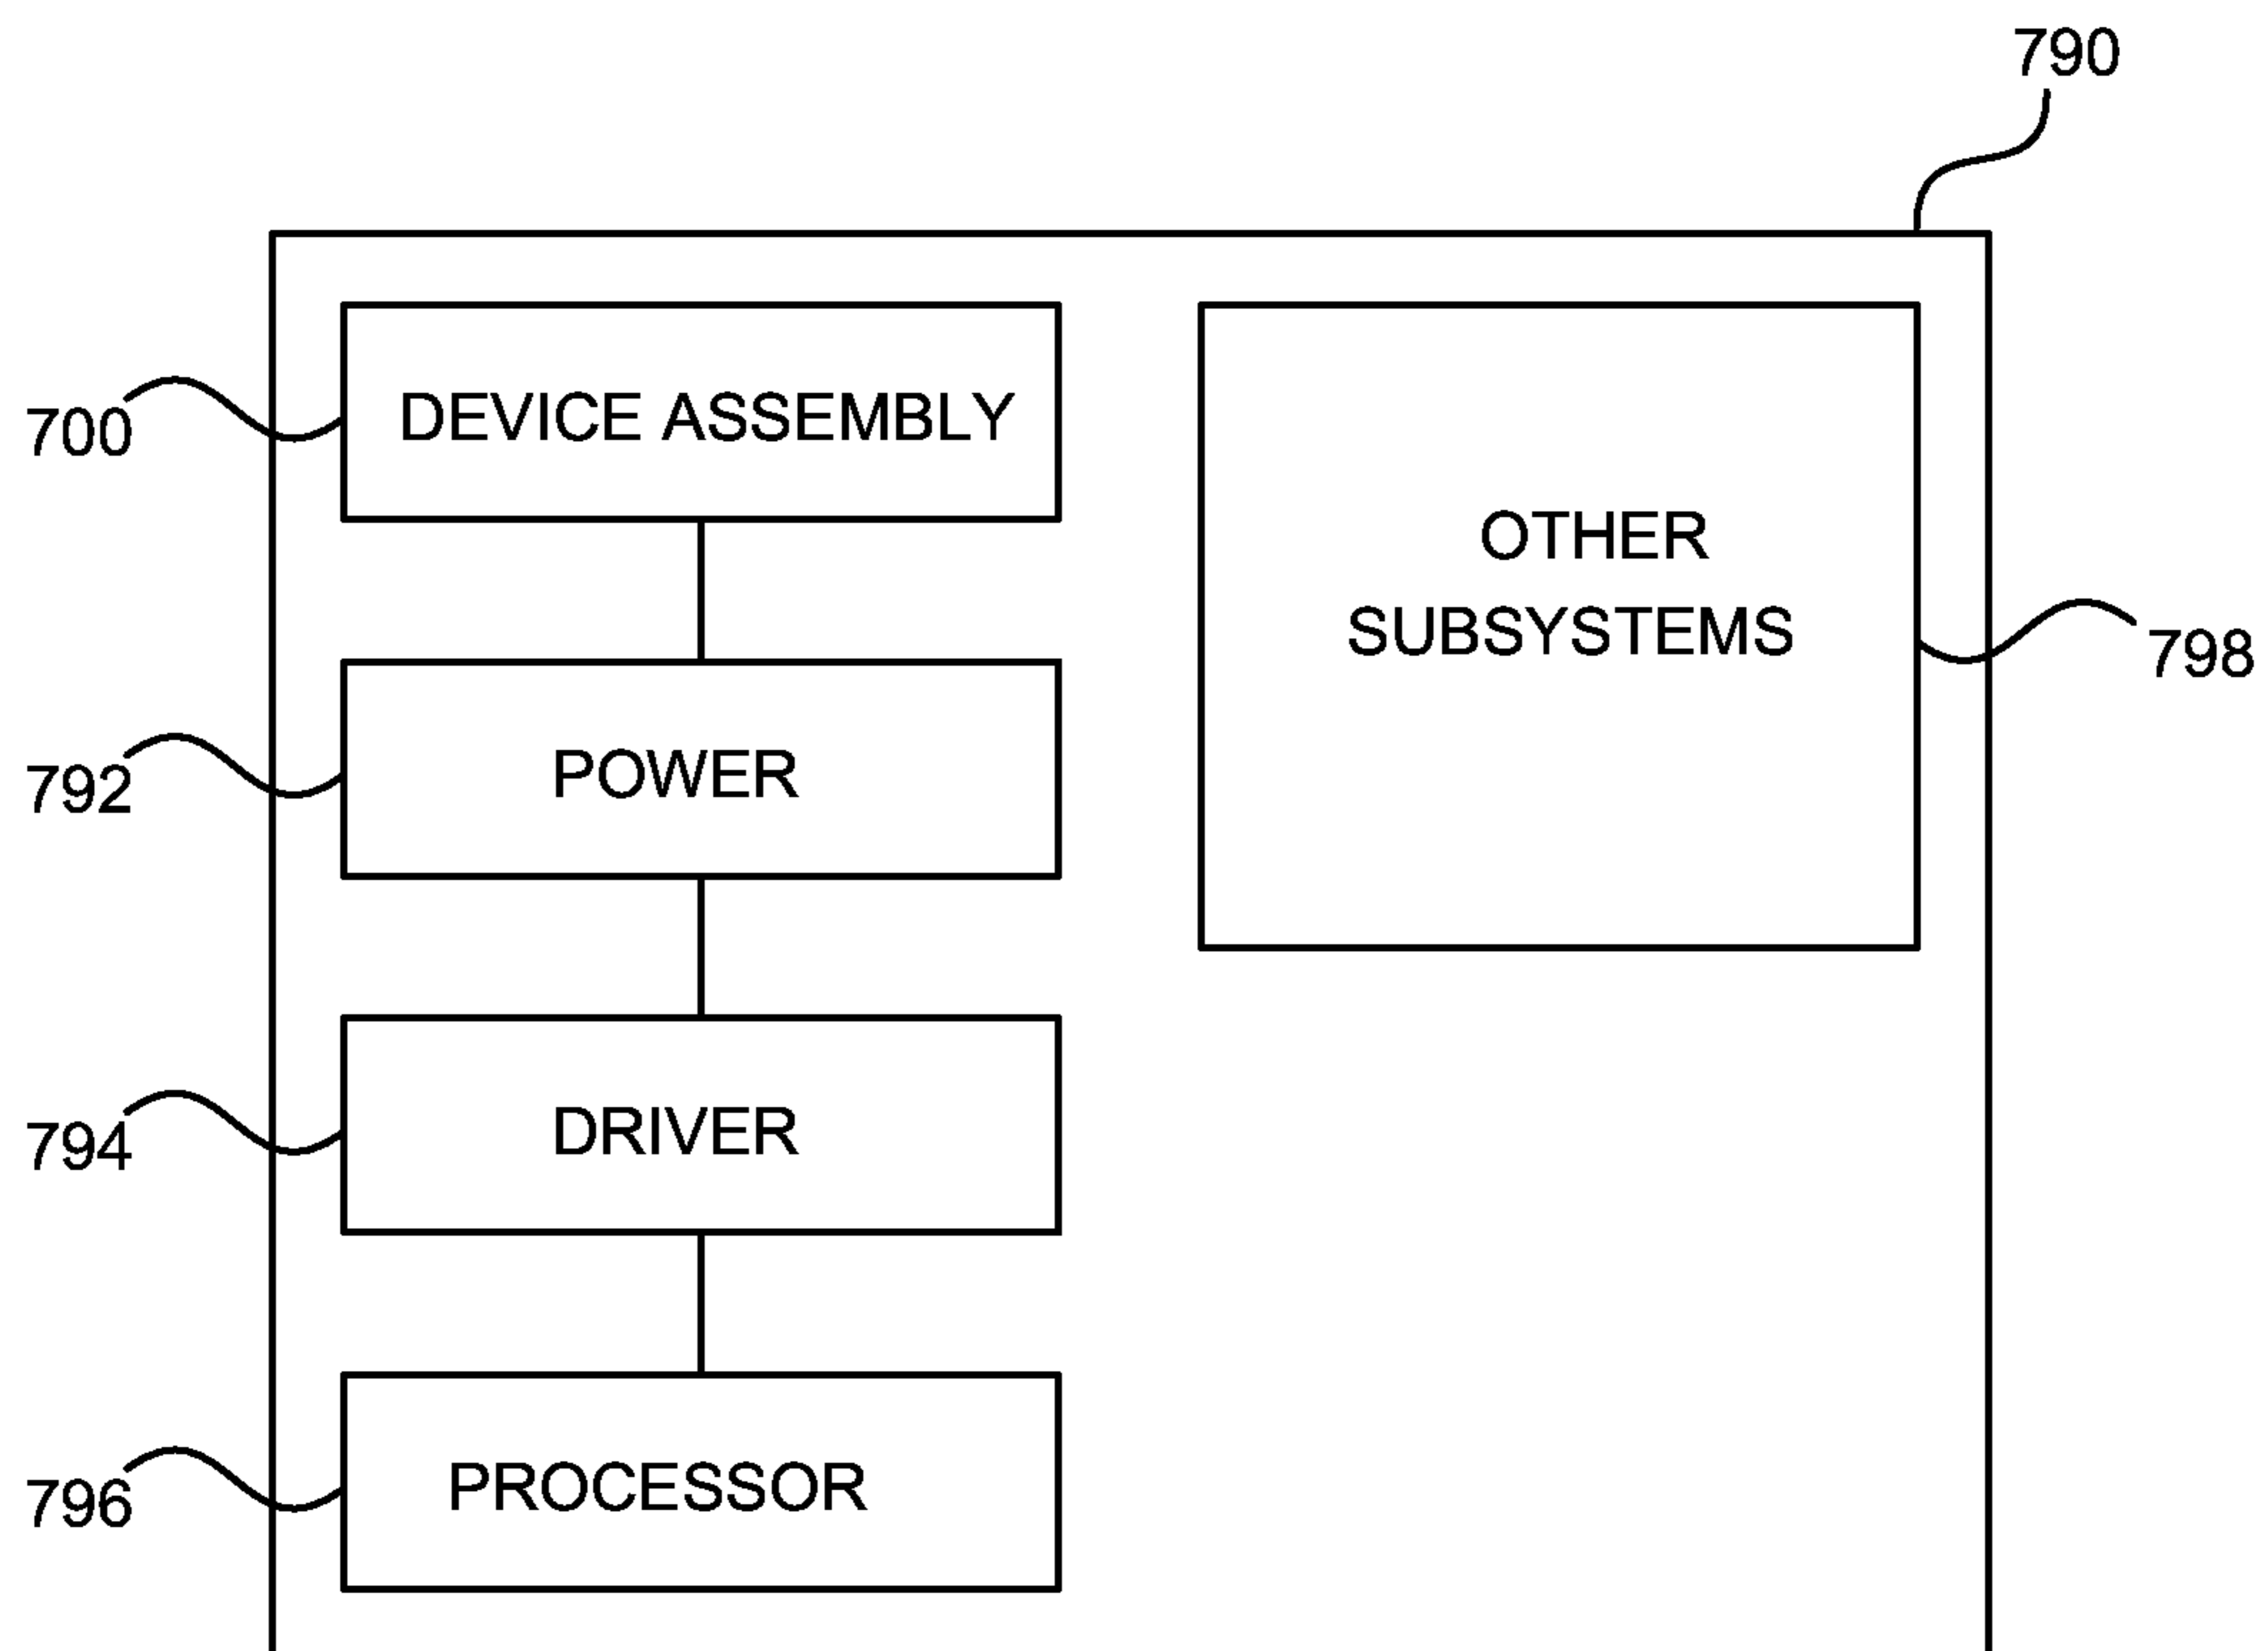 790
700
DEVICE ASSEMBLY
OTHER
SUBSYSTEMS
798
792
POWER
794
DRIVER
796
PROCESSOR